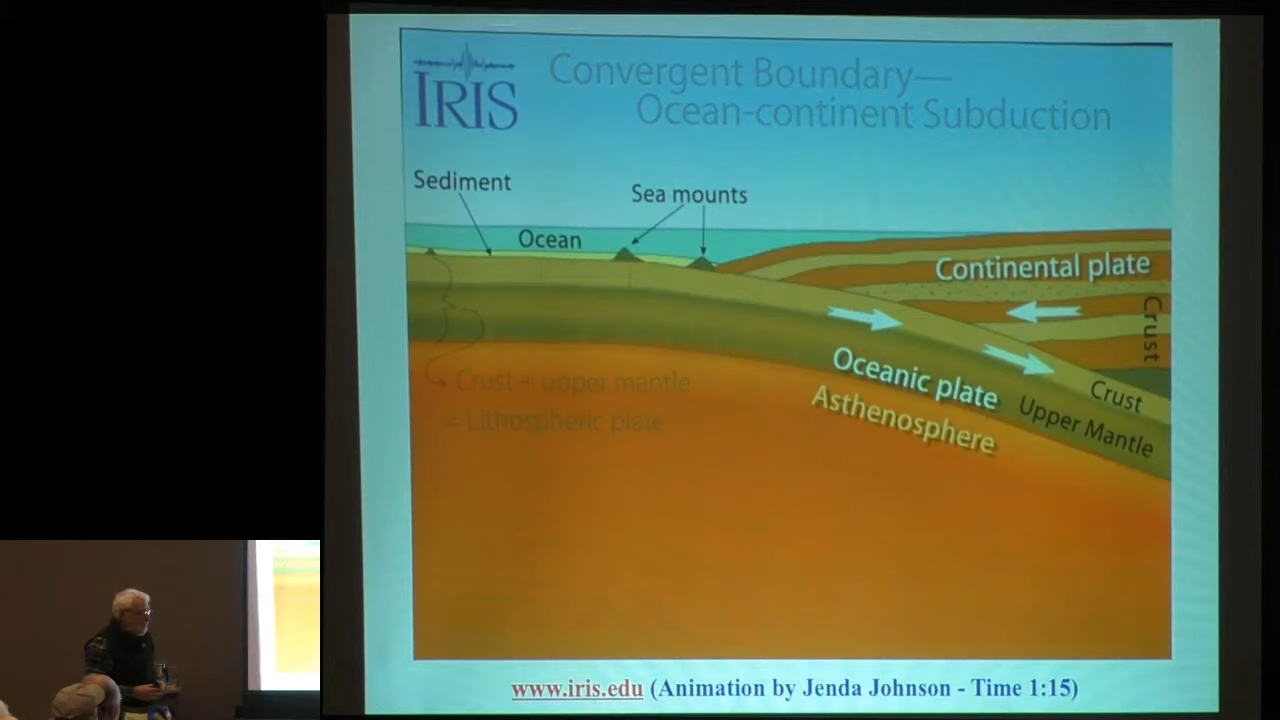 IRIS
Convergent Boundary—
Ocean-continent Subduction
Sediment
Sea mounts
Ocean
Continental plate
Crust
Oceanic plate
Asthenosphere
Crust
Upper Mantle
Crust + upper mantle
= Lithospheric plate
www.iris.edu (Animation by Jenda Johnson - Time 1:15)